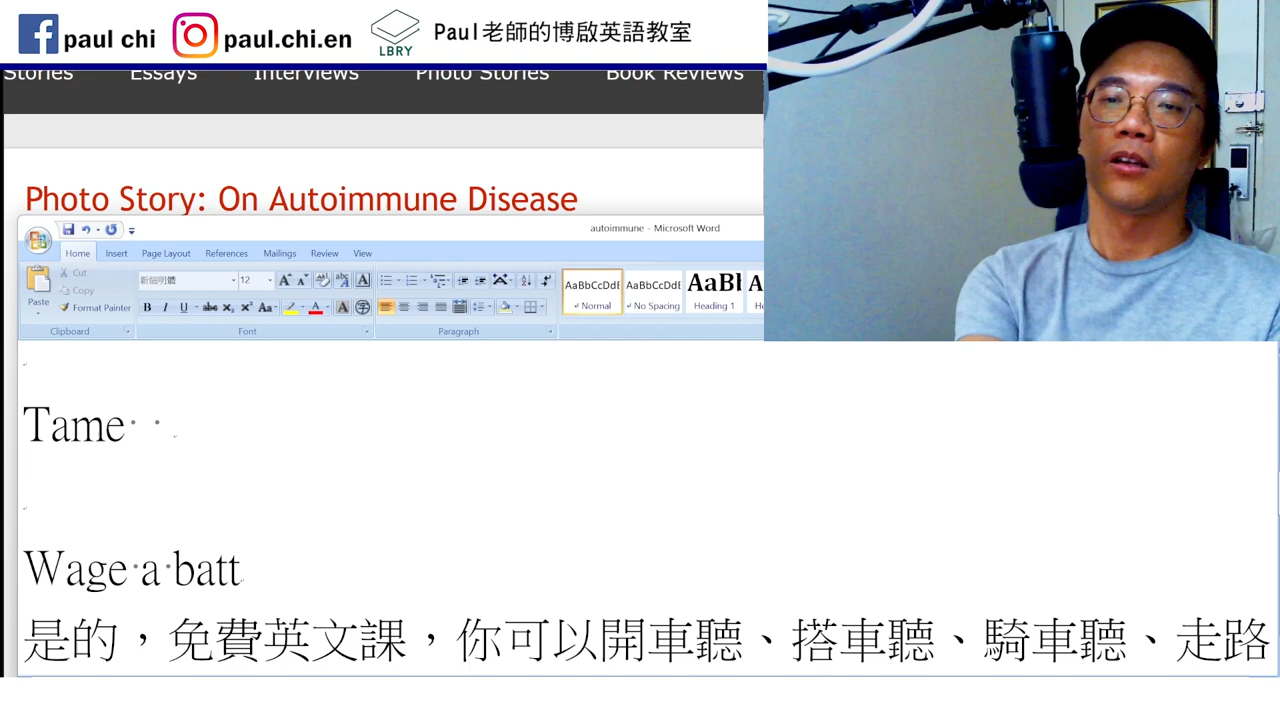 paul chi
paul.chi.en
LBRY
Paul老師的博啟英語教室
Stories Essays Interviews Photo Stories Book Reviews
Photo Story: On Autoimmune Disease
autoimmune - Microsoft Word
Home Insert Page Layout References Mailings Review View
Paste
Cut
Copy
Format Painter
新細明體 12
AaBbCcDdE AaBbCcDdE AaBb
Normal No Spacing Heading 1
Clipboard Font Paragraph
Tame
Wage a batt
是的，免費英文課，你可以開車聽、搭車聽、騎車聽、走路